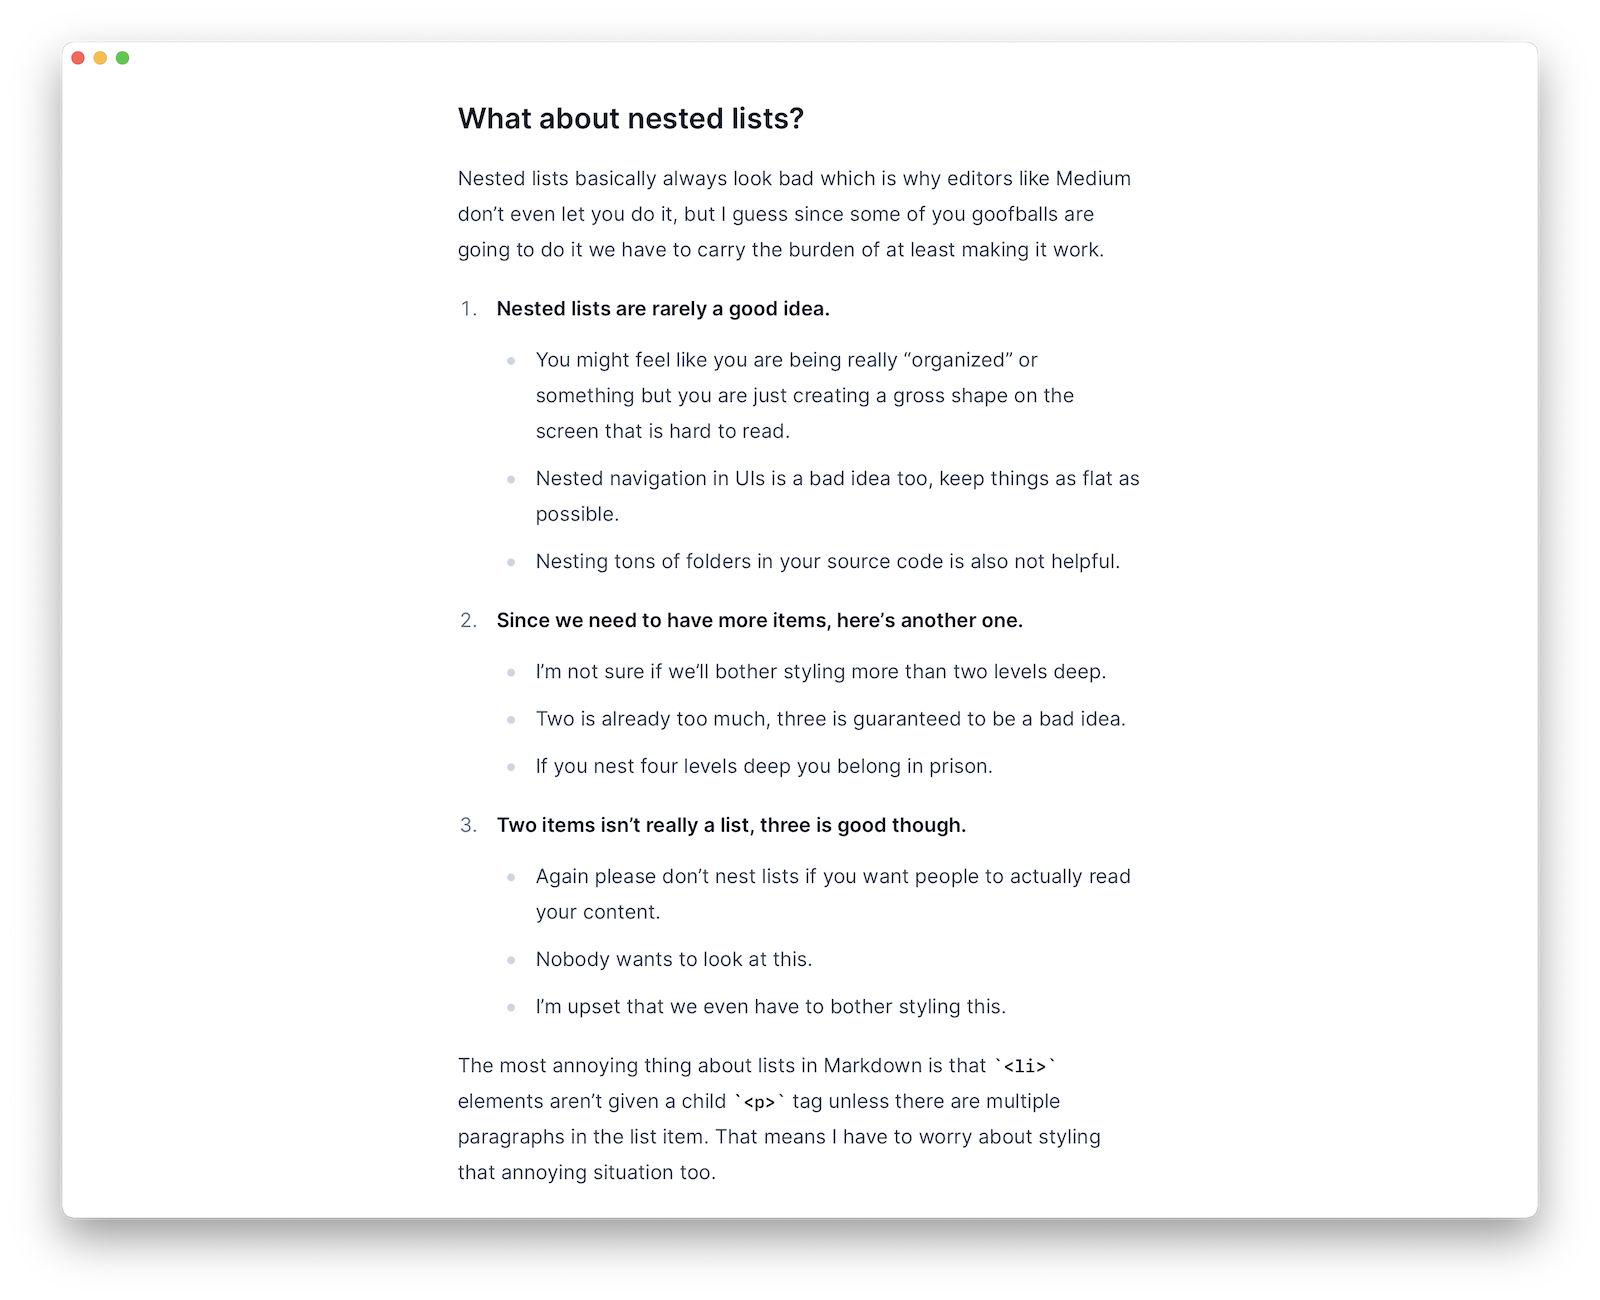 What about nested lists?
Nested lists basically always look bad which is why editors like Medium
don’t even let you do it, but I guess since some of you goofballs are
going to do it we have to carry the burden of at least making it work.
1. Nested lists are rarely a good idea.
• You might feel like you are being really “organized” or
something but you are just creating a gross shape on the
screen that is hard to read.
• Nested navigation in UIs is a bad idea too, keep things as flat as
possible.
• Nesting tons of folders in your source code is also not helpful.
2. Since we need to have more items, here’s another one.
• I’m not sure if we’ll bother styling more than two levels deep.
• Two is already too much, three is guaranteed to be a bad idea.
• If you nest four levels deep you belong in prison.
3. Two items isn’t really a list, three is good though.
• Again please don’t nest lists if you want people to actually read
your content.
• Nobody wants to look at this.
• I’m upset that we even have to bother styling this.
The most annoying thing about lists in Markdown is that `<li>`
elements aren’t given a child `<p>` tag unless there are multiple
paragraphs in the list item. That means I have to worry about styling
that annoying situation too.